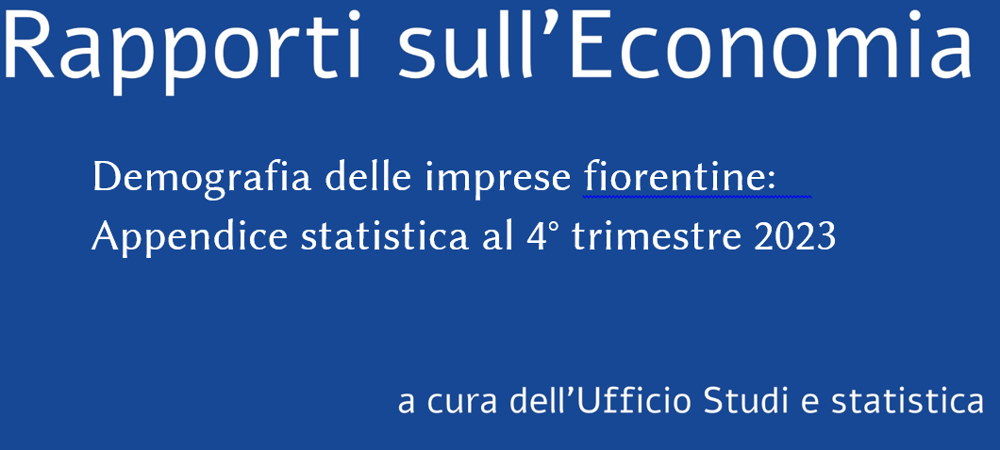 Rapporti sull’Economia
Demografia delle imprese fiorentine:
Appendice statistica al 4° trimestre 2023
a cura dell’Ufficio Studi e statistica